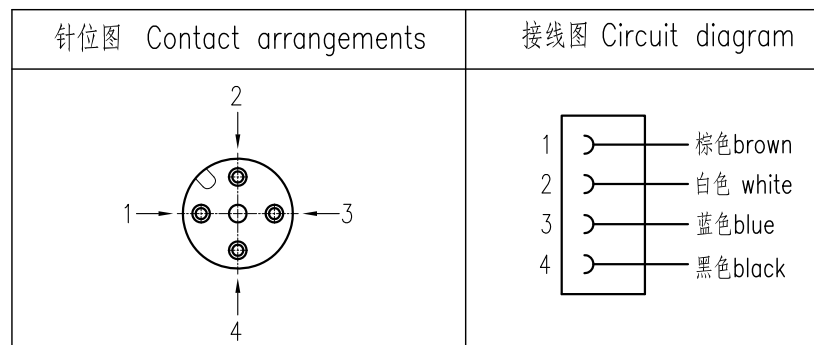 针位图 Contact arrangements
接线图 Circuit diagram
2
1
3
4
1 棕色brown
2 白色 white
3 蓝色blue
4 黑色black